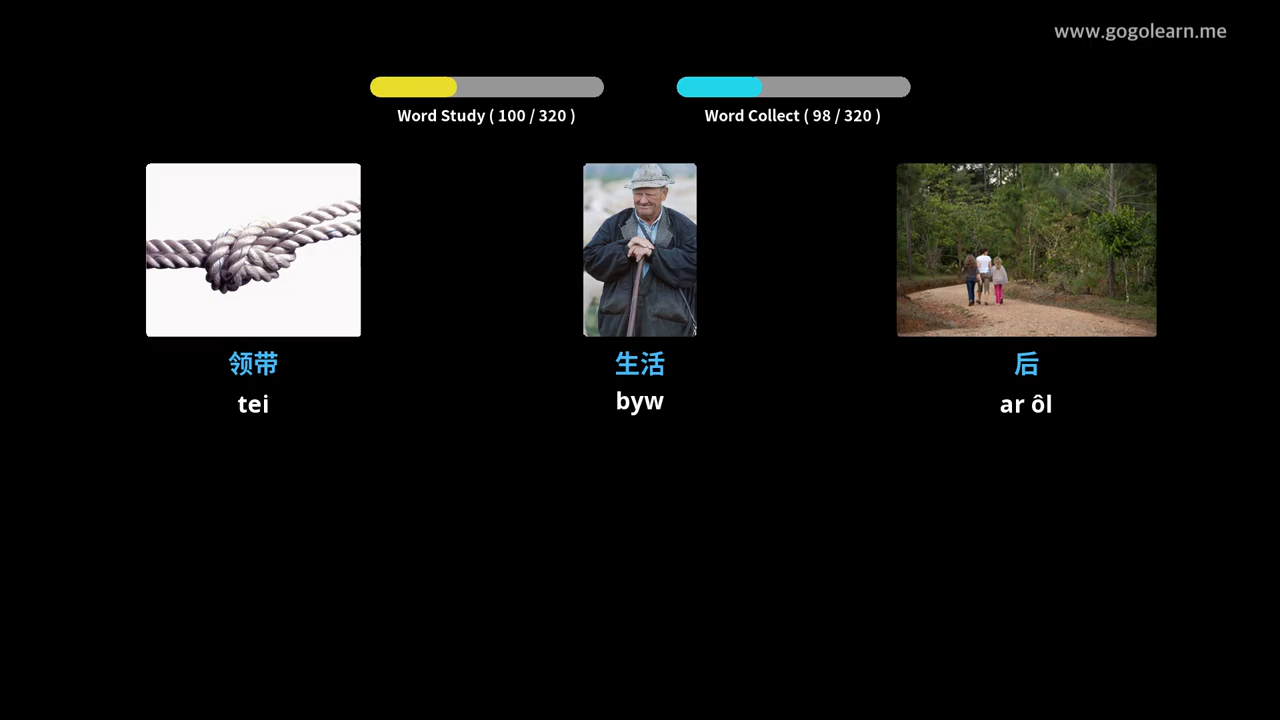 www.gogolearn.me
Word Study ( 100 / 320 )
Word Collect ( 98 / 320 )
领带
生活
后
tei
byw
ar ôl